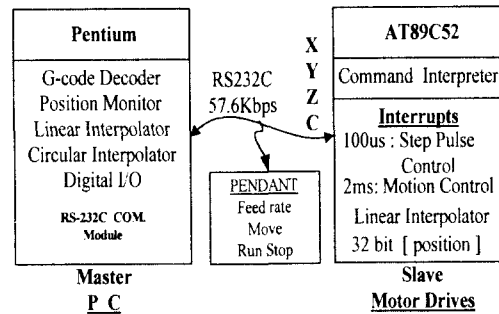 Pentium
G-code Decoder
Position Monitor
Linear Interpolator
Circular Interpolator
Digital I/O
RS-232C COM.
Module
Master
P C
RS232C
57.6Kbps
PENDANT
Feed rate
Move
Run Stop
X
Y
Z
C
AT89C52
Command Interpreter
Interrupts
100us : Step Pulse
Control
2ms: Motion Control
Linear Interpolator
32 bit [ position ]
Slave
Motor Drives